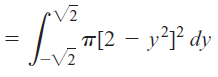 = ∫_{-√2}^{√2} π[2 − y²]² dy